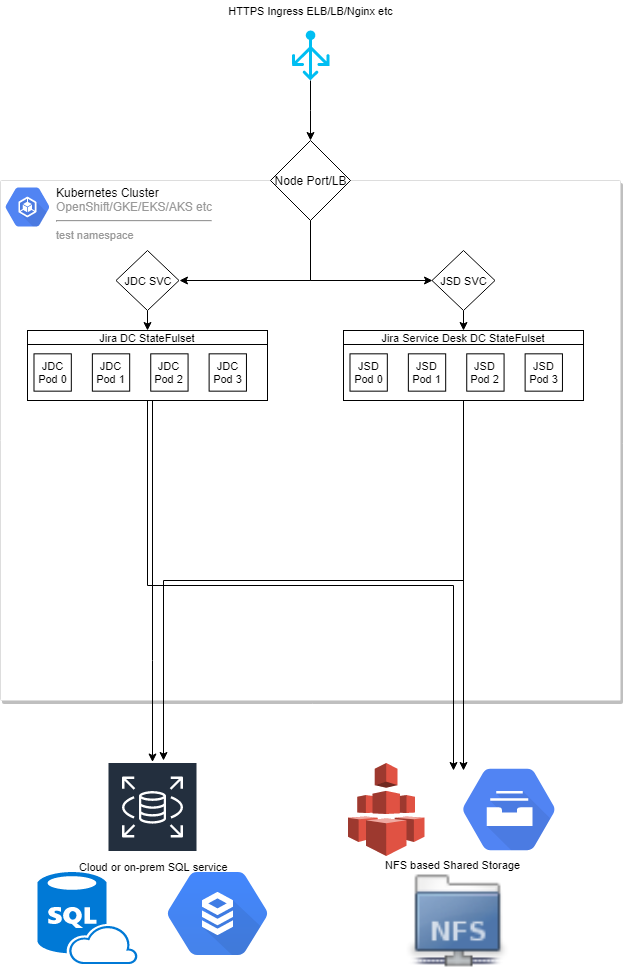 HTTPS Ingress ELB/LB/Nginx etc
Node Port/LB
Kubernetes Cluster
OpenShift/GKE/EKS/AKS etc
test namespace
JDC SVC
JSD SVC
Jira DC StateFulset
JDC
Pod 0
JDC
Pod 1
JDC
Pod 2
JDC
Pod 3
Jira Service Desk DC StateFulset
JSD
Pod 0
JSD
Pod 1
JSD
Pod 2
JSD
Pod 3
Cloud or on-prem SQL service
SQL
NFS based Shared Storage
NFS